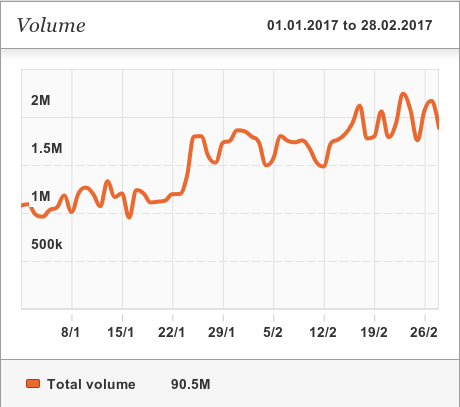 Volume 01.01.2017 to 28.02.2017
2M
1.5M
1M
500k
8/1 15/1 22/1 29/1 5/2 12/2 19/2 26/2
Total volume 90.5M